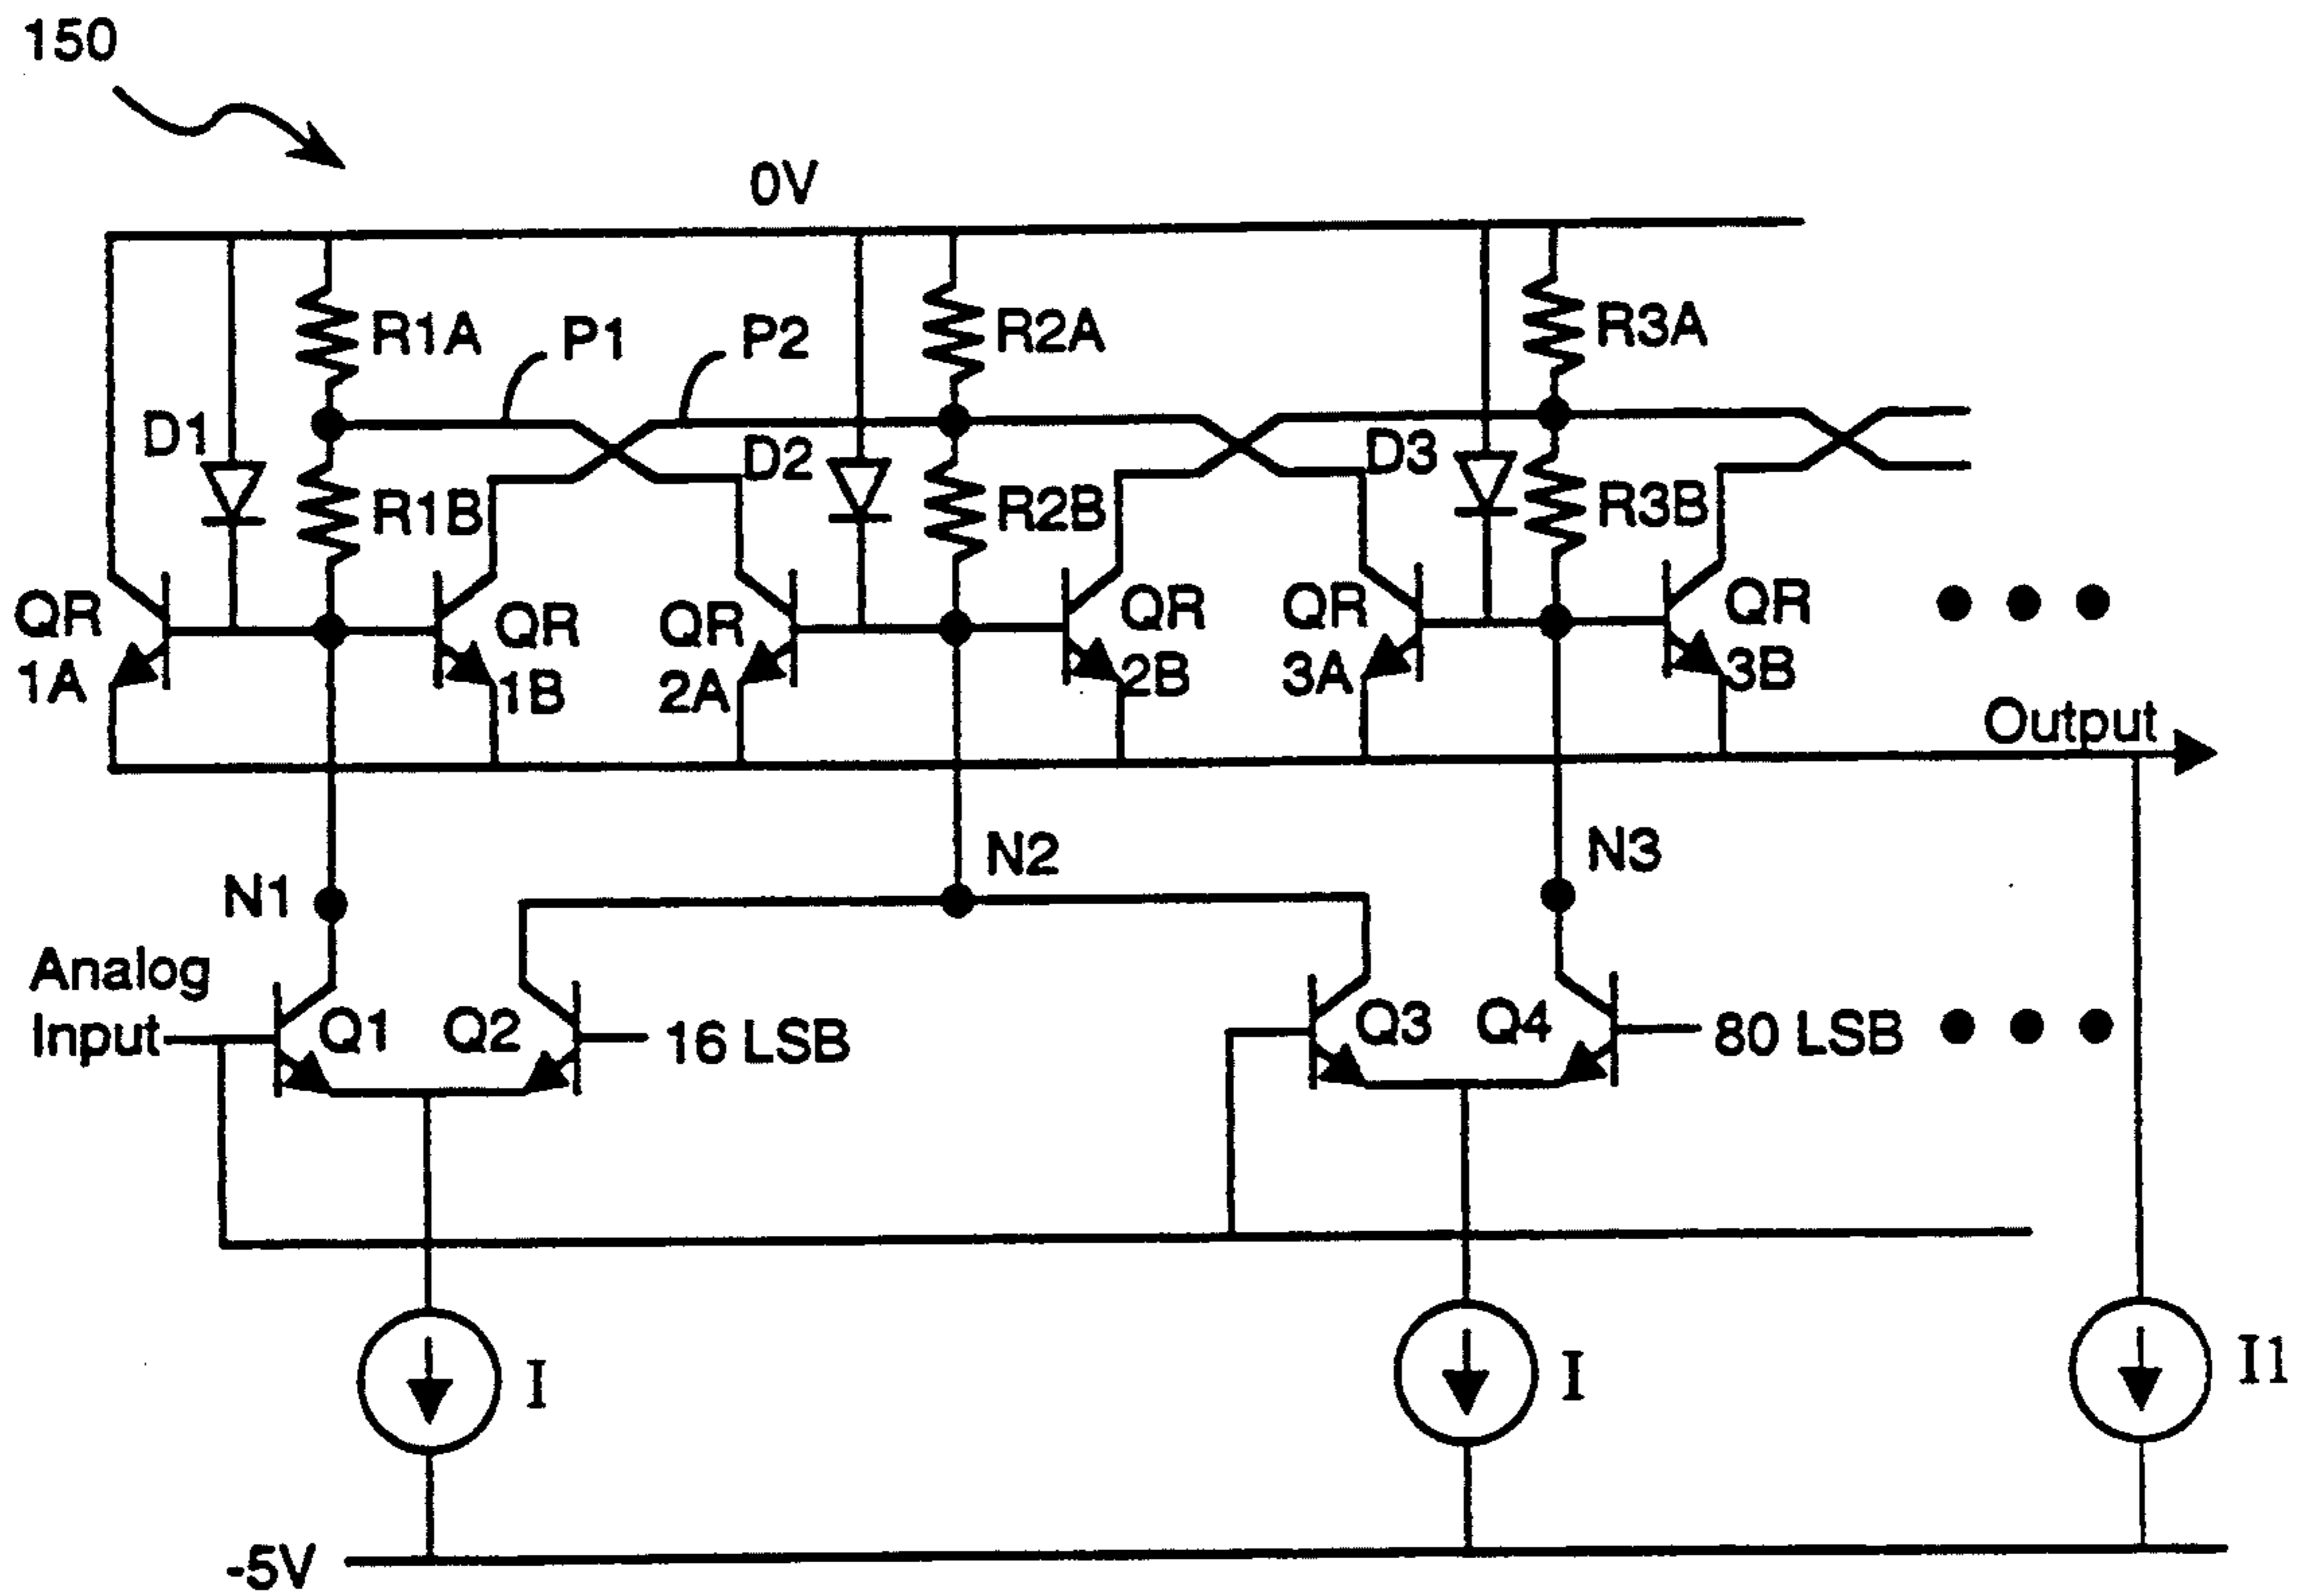 150
0V
R1A
P1
P2
R2A
R3A
D1
D2
D3
R1B
R2B
R3B
QR
1A
QR
1B
QR
2A
QR
2B
QR
3A
QR
3B
Output
N1
N2
N3
Analog
Input
Q1
Q2
16 LSB
Q3
Q4
80 LSB
I
I
I1
-5V